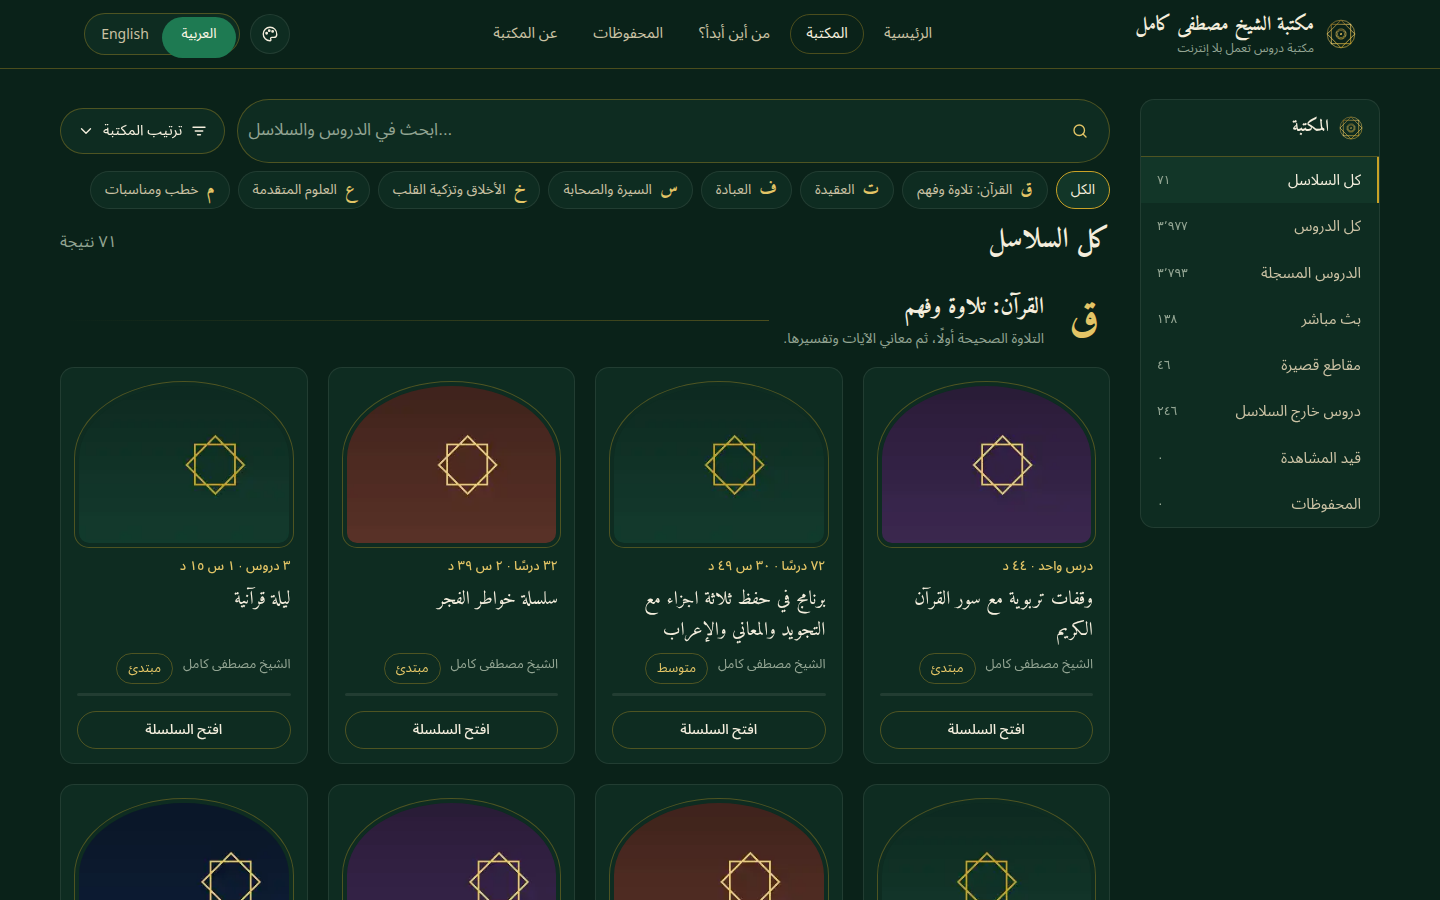 مكتبة الشيخ مصطفى كامل
مكتبة دروس تعمل بلا إنترنت
الرئيسية
المكتبة
من أين أبدأ؟
المحفوظات
عن المكتبة
العربية
English
المكتبة
كل السلاسل ٧١
كل الدروس ٣٬٩٧٧
الدروس المسجلة ٣٬٧٩٣
بث مباشر ١٣٨
مقاطع قصيرة ٤٦
دروس خارج السلاسل ٢٤٦
قيد المشاهدة ٠
المحفوظات ٠
ابحث في الدروس والسلاسل...
ترتيب المكتبة
الكل
ق القرآن: تلاوة وفهم
ت العقيدة
ف العبادة
س السيرة والصحابة
خ الأخلاق وتزكية القلب
ع العلوم المتقدمة
م خطب ومناسبات
كل السلاسل
٧١ نتيجة
ق
القرآن: تلاوة وفهم
التلاوة الصحيحة أولًا، ثم معاني الآيات وتفسيرها.
درس واحد · ٤٤ د
وقفات تربوية مع سور القرآن
الكريم
الشيخ مصطفى كامل
مبتدئ
افتح السلسلة
٧٢ درسًا · ٣٠ س ٤٩ د
برنامج في حفظ ثلاثة اجزاء مع
التجويد والمعاني والإعراب
الشيخ مصطفى كامل
متوسط
افتح السلسلة
٣٢ درسًا · ٢ س ٣٩ د
سلسلة خواطر الفجر
الشيخ مصطفى كامل
مبتدئ
افتح السلسلة
٣ دروس · ١ س ١٥ د
ليلة قرآنية
الشيخ مصطفى كامل
مبتدئ
افتح السلسلة